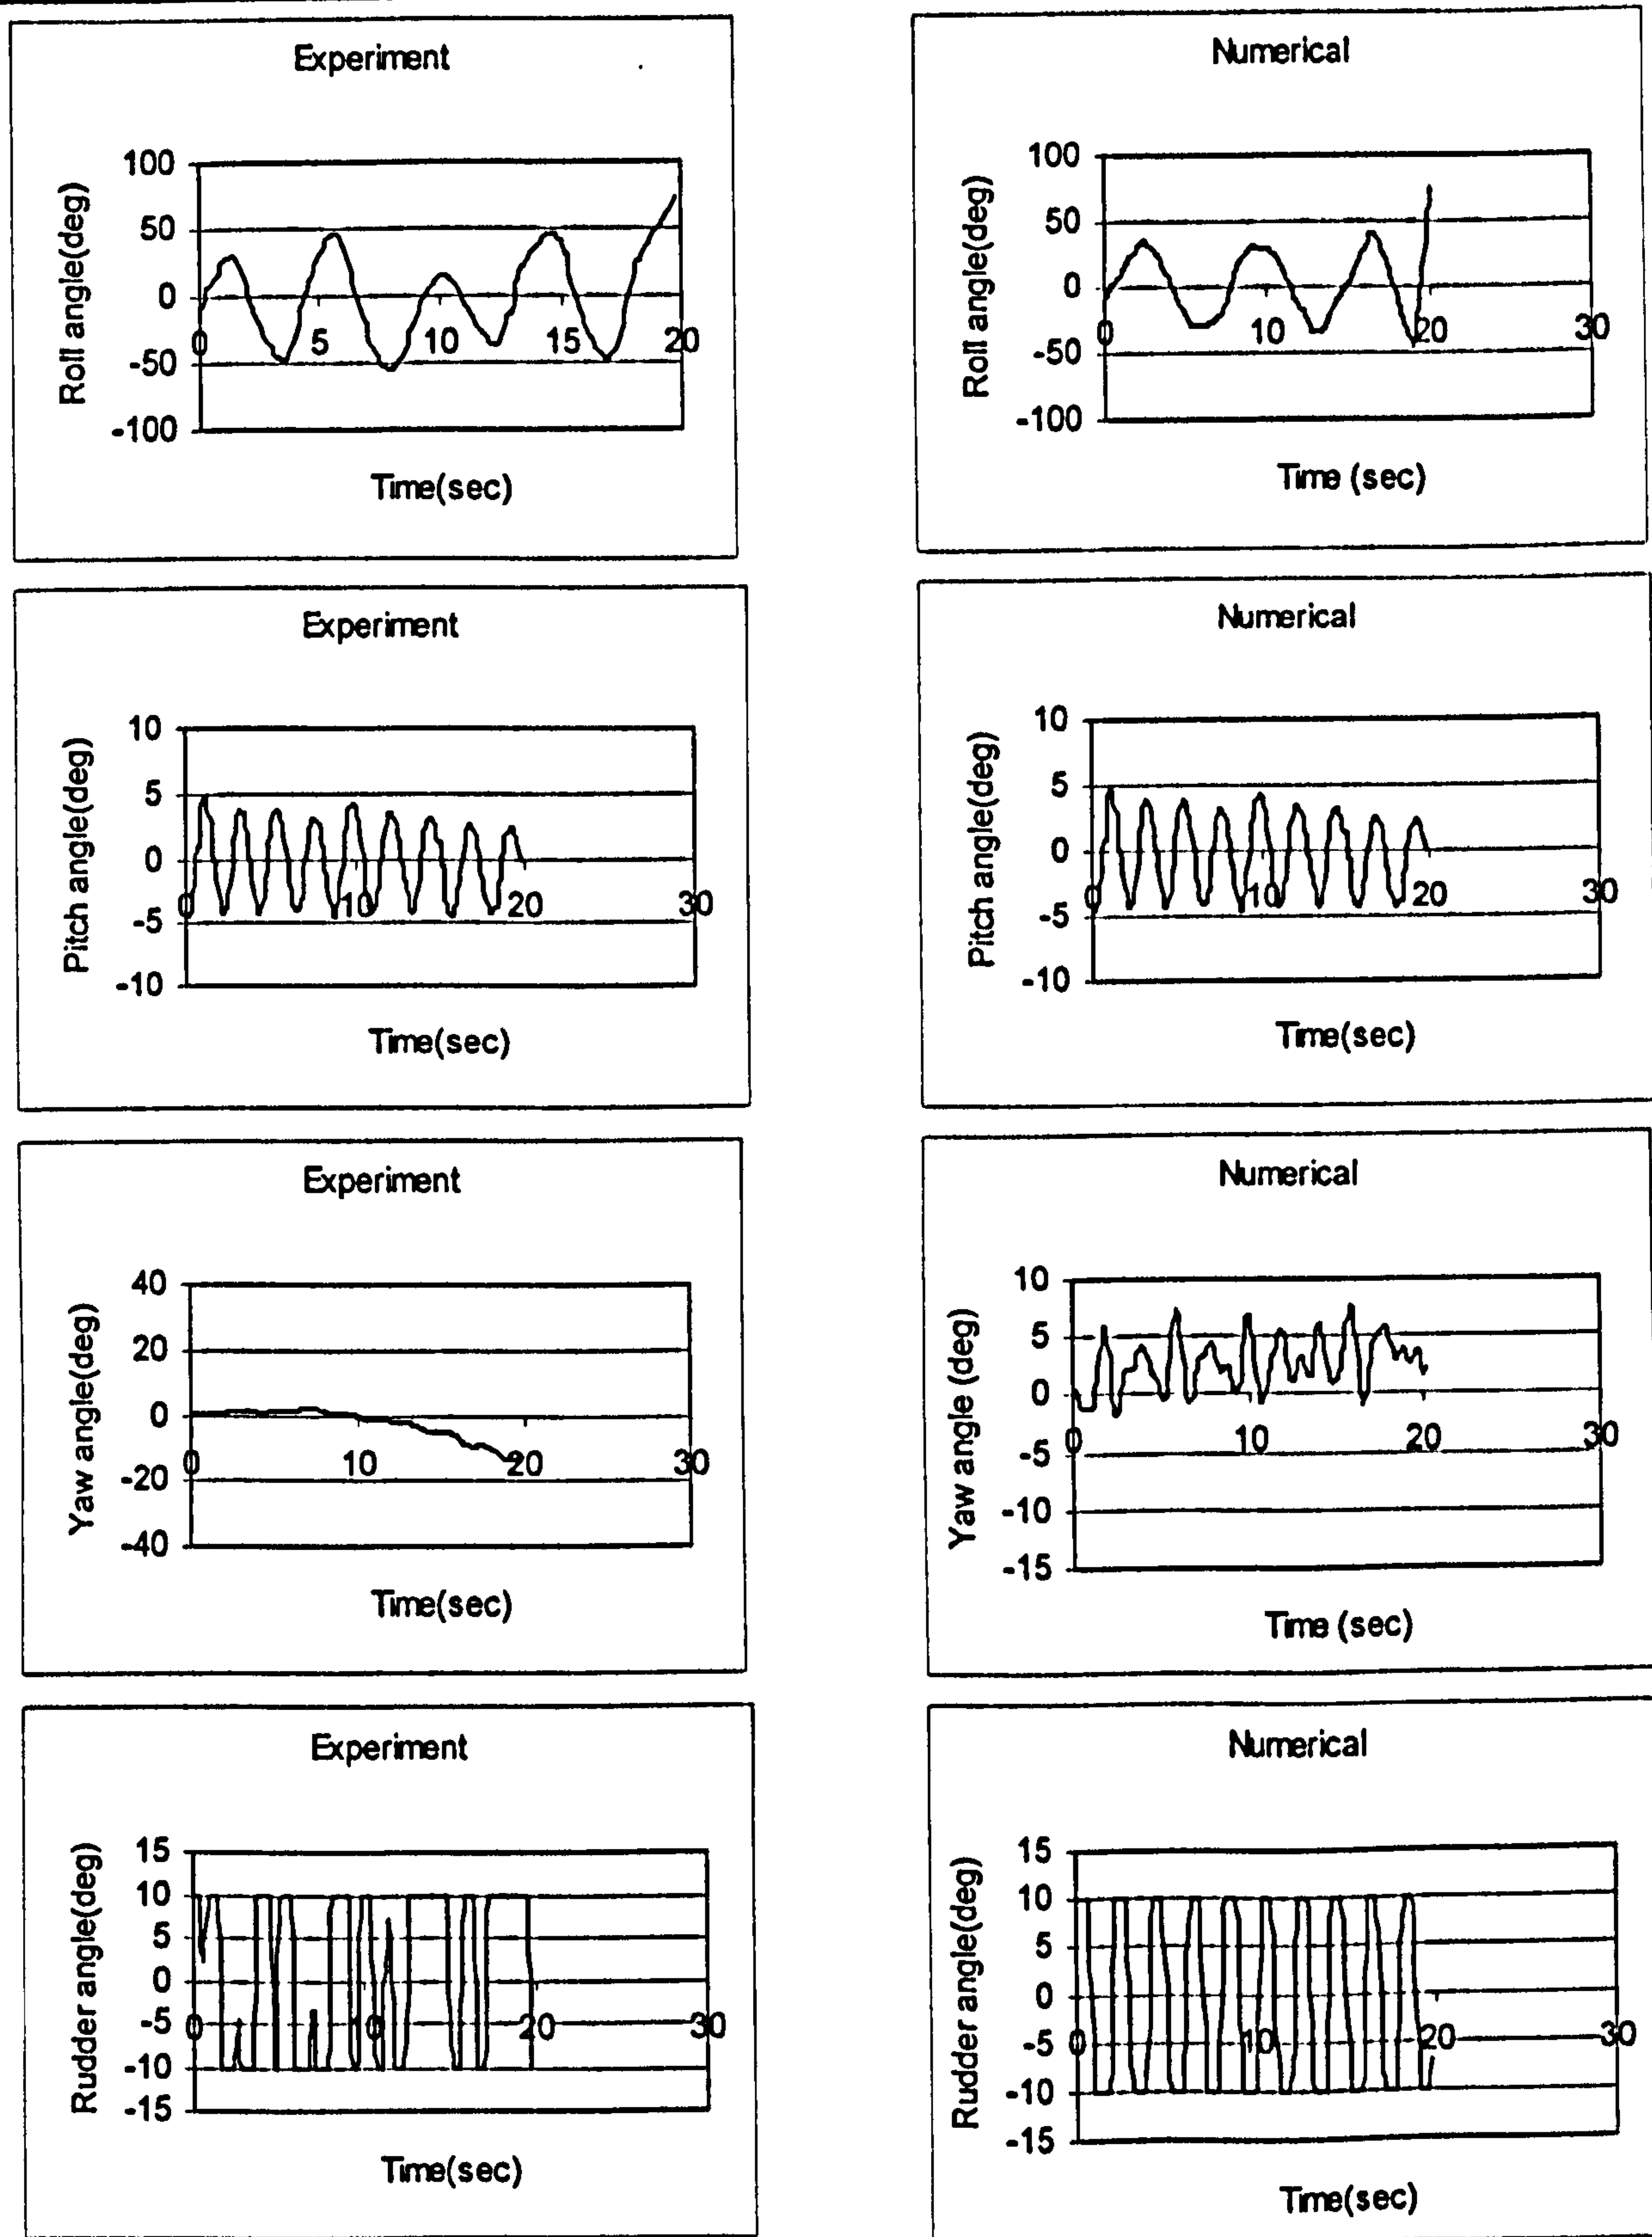 Experiment
100
50
0
-50
-100
0 5 10 15 20
Roll angle(deg)
Time(sec)
Numerical
100
50
0
-50
-100
0 10 20 30
Roll angle(deg)
Time (sec)
Experiment
10
5
0
-5
-10
0 10 20 30
Pitch angle(deg)
Time(sec)
Numerical
10
5
0
-5
-10
0 10 20 30
Pitch angle(deg)
Time(sec)
Experiment
40
20
0
-20
-40
0 10 20 30
Yaw angle(deg)
Time(sec)
Numerical
10
5
0
-5
-10
-15
0 10 20 30
Yaw angle (deg)
Time (sec)
Experiment
15
10
5
0
-5
-10
-15
0 10 20 30
Rudder angle(deg)
Time(sec)
Numerical
15
10
5
0
-5
-10
-15
0 10 20 30
Rudder angle(deg)
Time(sec)